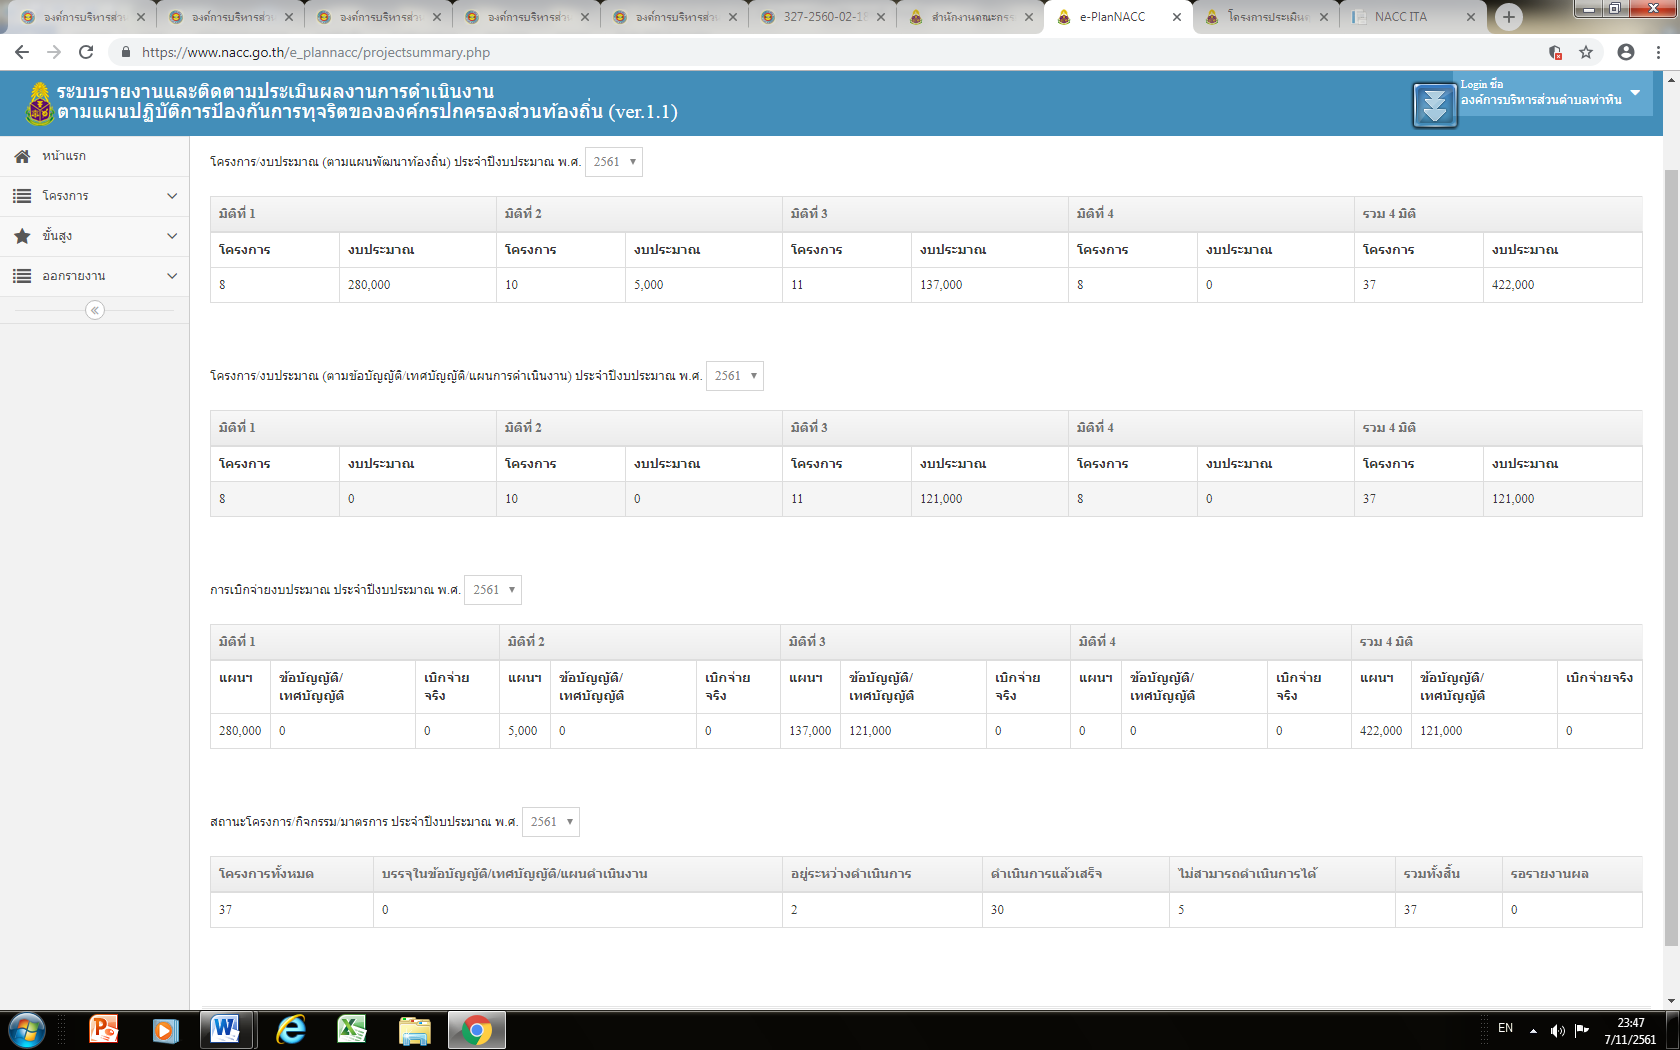 องค์การบริหารส่วน
องค์การบริหารส่วน
องค์การบริหารส่วน
องค์การบริหารส่วน
องค์การบริหารส่วน
327-2560-02-18
สำนักงานคณะกรร
e-PlanNACC
โครงการประเมินค
NACC ITA
https://www.nacc.go.th/e_plannacc/projectsummary.php
ระบบรายงานและติดตามประเมินผลงานการดำเนินงาน
ตามแผนปฏิบัติการป้องกันการทุจริตขององค์กรปกครองส่วนท้องถิ่น (ver.1.1)
Login ชื่อ
องค์การบริหารส่วนตำบลท่าหิน
หน้าแรก
โครงการ
ขั้นสูง
ออกรายงาน
โครงการ/งบประมาณ (ตามแผนพัฒนาท้องถิ่น) ประจำปีงบประมาณ พ.ศ. 2561
มิติที่ 1 มิติที่ 2 มิติที่ 3 มิติที่ 4 รวม 4 มิติ
โครงการ งบประมาณ โครงการ งบประมาณ โครงการ งบประมาณ โครงการ งบประมาณ โครงการ งบประมาณ
8 280,000 10 5,000 11 137,000 8 0 37 422,000
โครงการ/งบประมาณ (ตามข้อบัญญัติ/เทศบัญญัติ/แผนการดำเนินงาน) ประจำปีงบประมาณ พ.ศ. 2561
มิติที่ 1 มิติที่ 2 มิติที่ 3 มิติที่ 4 รวม 4 มิติ
โครงการ งบประมาณ โครงการ งบประมาณ โครงการ งบประมาณ โครงการ งบประมาณ โครงการ งบประมาณ
8 0 10 0 11 121,000 8 0 37 121,000
การเบิกจ่ายงบประมาณ ประจำปีงบประมาณ พ.ศ. 2561
มิติที่ 1 มิติที่ 2 มิติที่ 3 มิติที่ 4 รวม 4 มิติ
แผนฯ ข้อบัญญัติ/ เบิกจ่าย แผนฯ ข้อบัญญัติ/ เบิกจ่าย แผนฯ ข้อบัญญัติ/ เบิกจ่าย แผนฯ ข้อบัญญัติ/ เบิกจ่าย แผนฯ ข้อบัญญัติ/ เบิกจ่ายจริง
เทศบัญญัติ จริง เทศบัญญัติ จริง เทศบัญญัติ จริง เทศบัญญัติ จริง เทศบัญญัติ
280,000 0 0 5,000 0 0 137,000 121,000 0 0 0 0 422,000 121,000 0
สถานะโครงการ/กิจกรรม/มาตรการ ประจำปีงบประมาณ พ.ศ. 2561
โครงการทั้งหมด บรรจุในข้อบัญญัติ/เทศบัญญัติ/แผนดำเนินงาน อยู่ระหว่างดำเนินการ ดำเนินการแล้วเสร็จ ไม่สามารถดำเนินการได้ รวมทั้งสิ้น รอรายงานผล
37 0 2 30 5 37 0
EN
23:47
7/11/2561